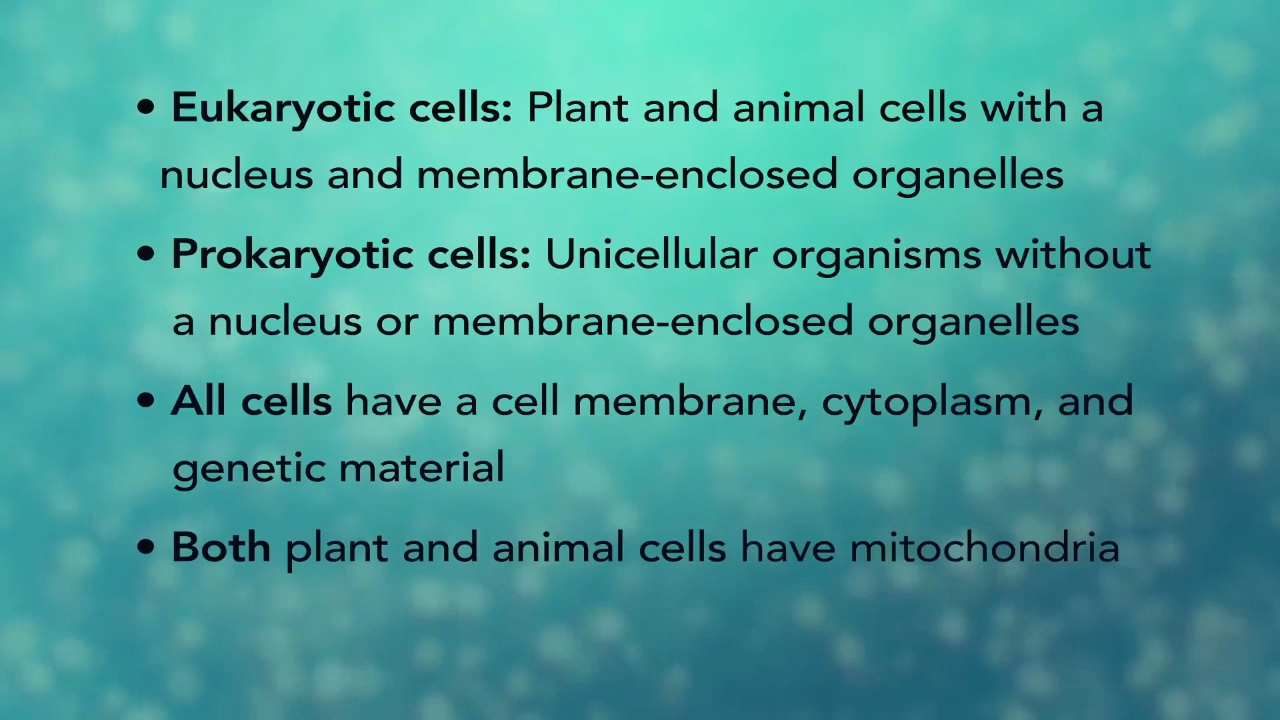 • Eukaryotic cells: Plant and animal cells with a
nucleus and membrane-enclosed organelles
• Prokaryotic cells: Unicellular organisms without
a nucleus or membrane-enclosed organelles
• All cells have a cell membrane, cytoplasm, and
genetic material
• Both plant and animal cells have mitochondria